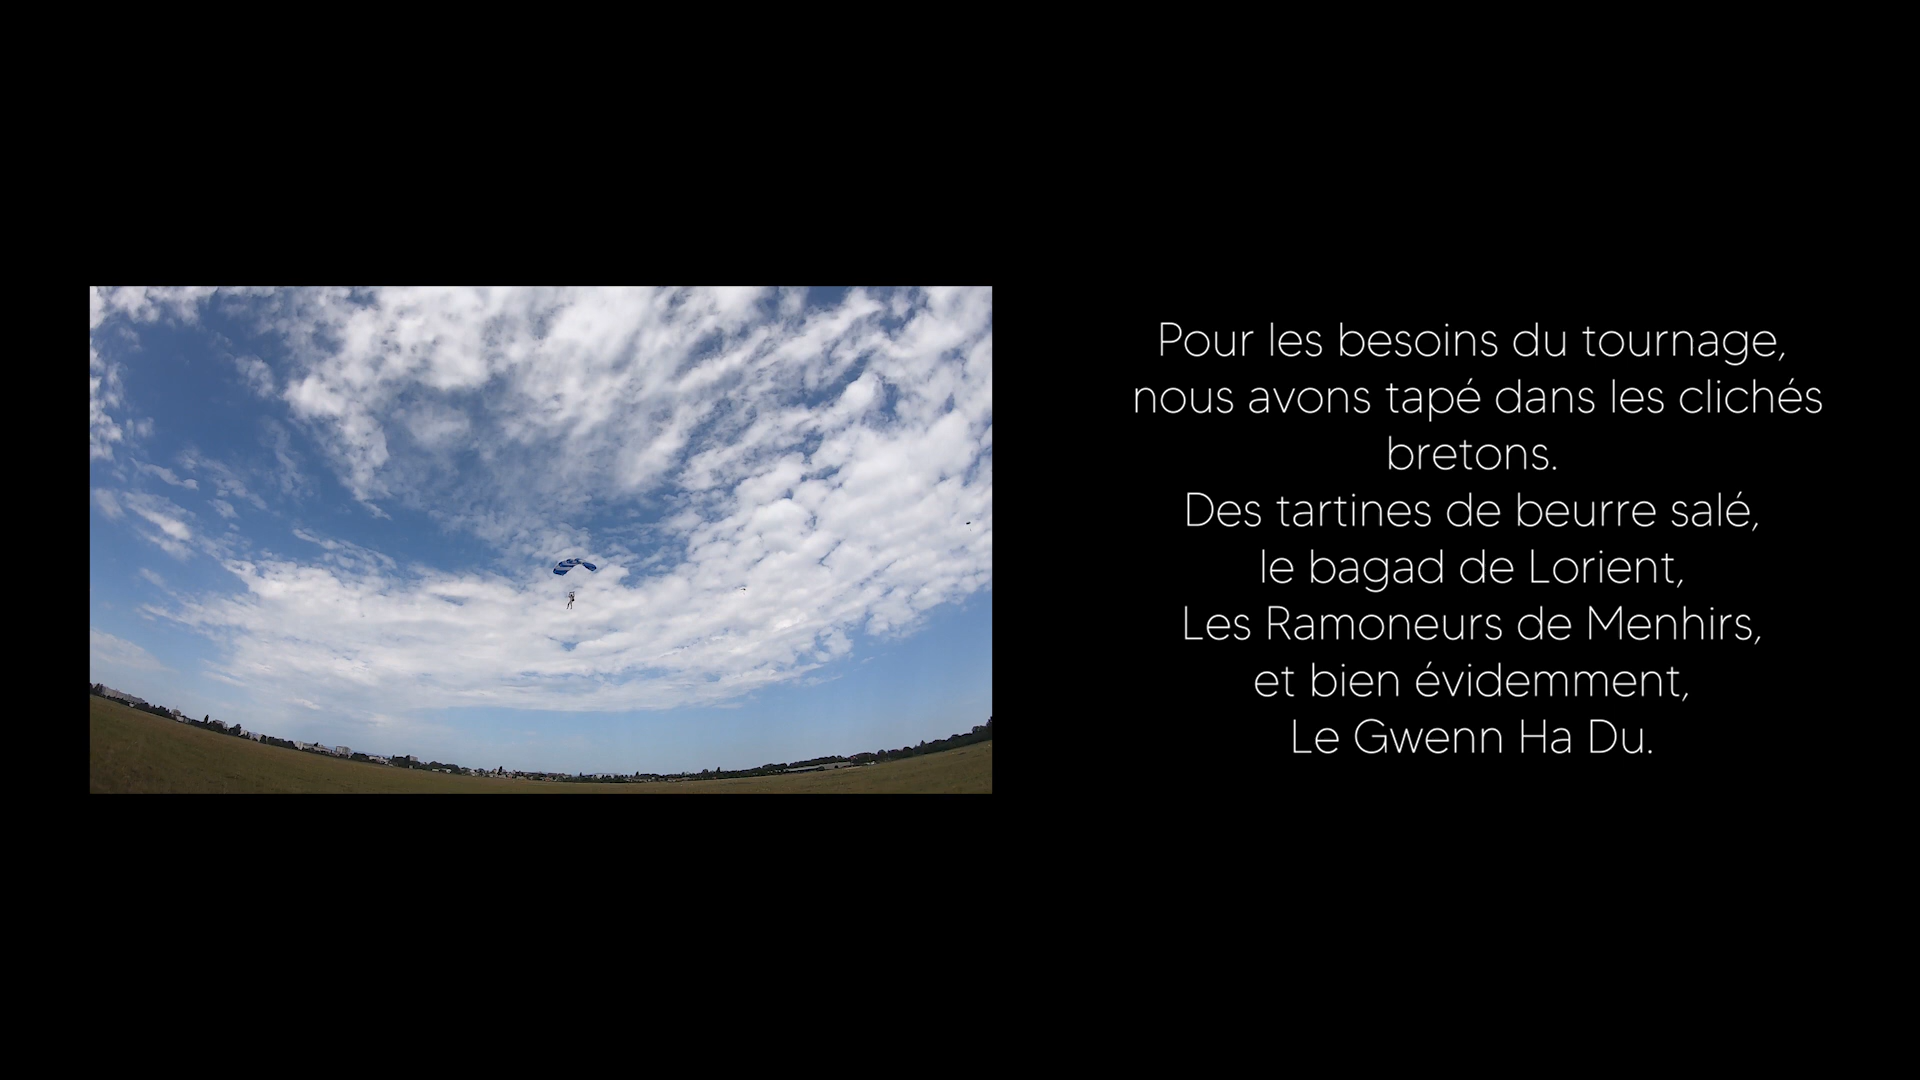 Pour les besoins du tournage,
nous avons tapé dans les clichés
bretons.
Des tartines de beurre salé,
le bagad de Lorient,
Les Ramoneurs de Menhirs,
et bien évidemment,
Le Gwenn Ha Du.